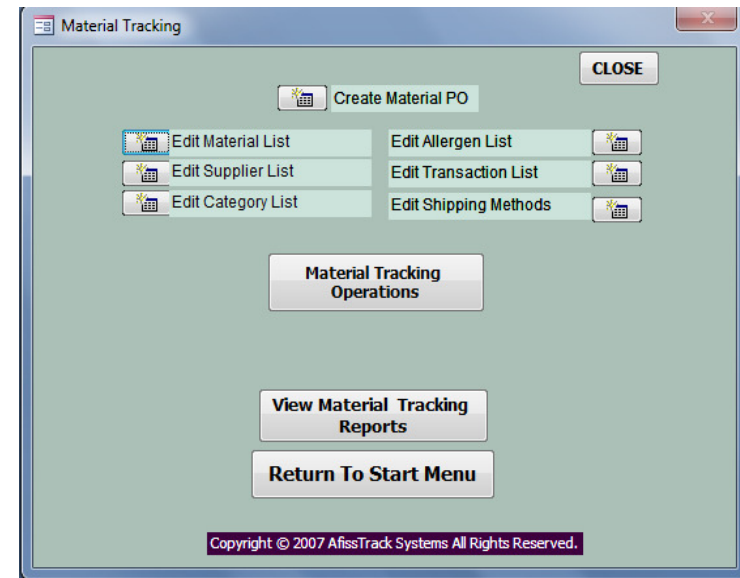 Material Tracking
X
CLOSE
Create Material PO
Edit Material List
Edit Allergen List
Edit Supplier List
Edit Transaction List
Edit Category List
Edit Shipping Methods
Material Tracking
Operations
View Material Tracking
Reports
Return To Start Menu
Copyright © 2007 AfissTrack Systems All Rights Reserved.